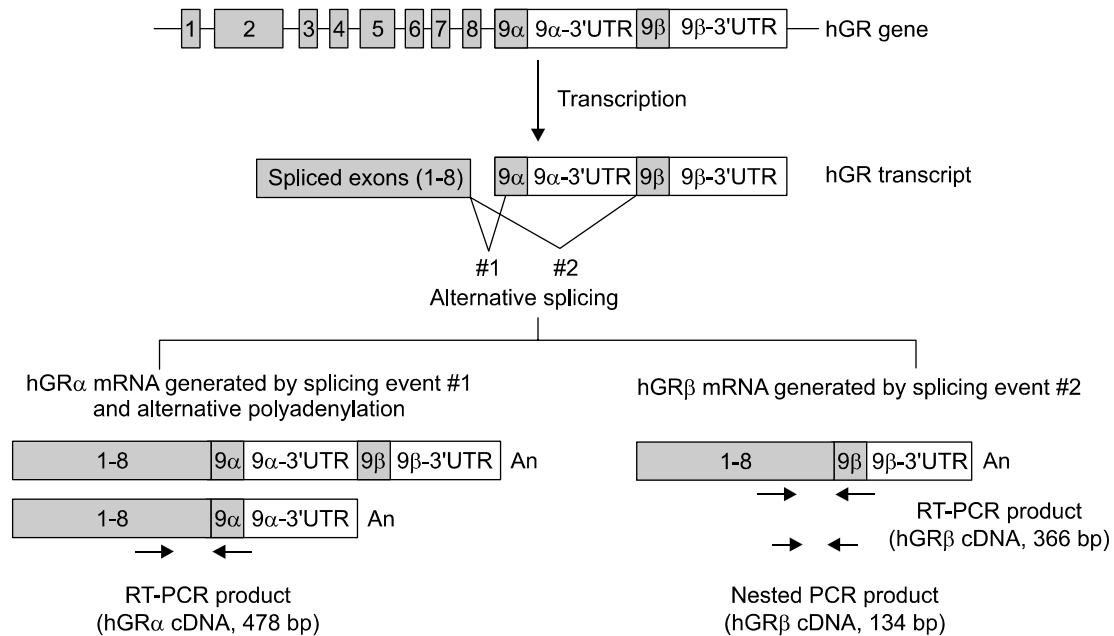 1 2 3 4 5 6 7 8 9α 9α-3'UTR 9β 9β-3'UTR hGR gene
Transcription
Spliced exons (1-8) 9α 9α-3'UTR 9β 9β-3'UTR hGR transcript
#1 #2
Alternative splicing
hGRα mRNA generated by splicing event #1
and alternative polyadenylation
hGRβ mRNA generated by splicing event #2
1-8 9α 9α-3'UTR 9β 9β-3'UTR An
1-8 9β 9β-3'UTR An
1-8 9α 9α-3'UTR An
RT-PCR product
(hGRβ cDNA, 366 bp)
RT-PCR product
(hGRα cDNA, 478 bp)
Nested PCR product
(hGRβ cDNA, 134 bp)